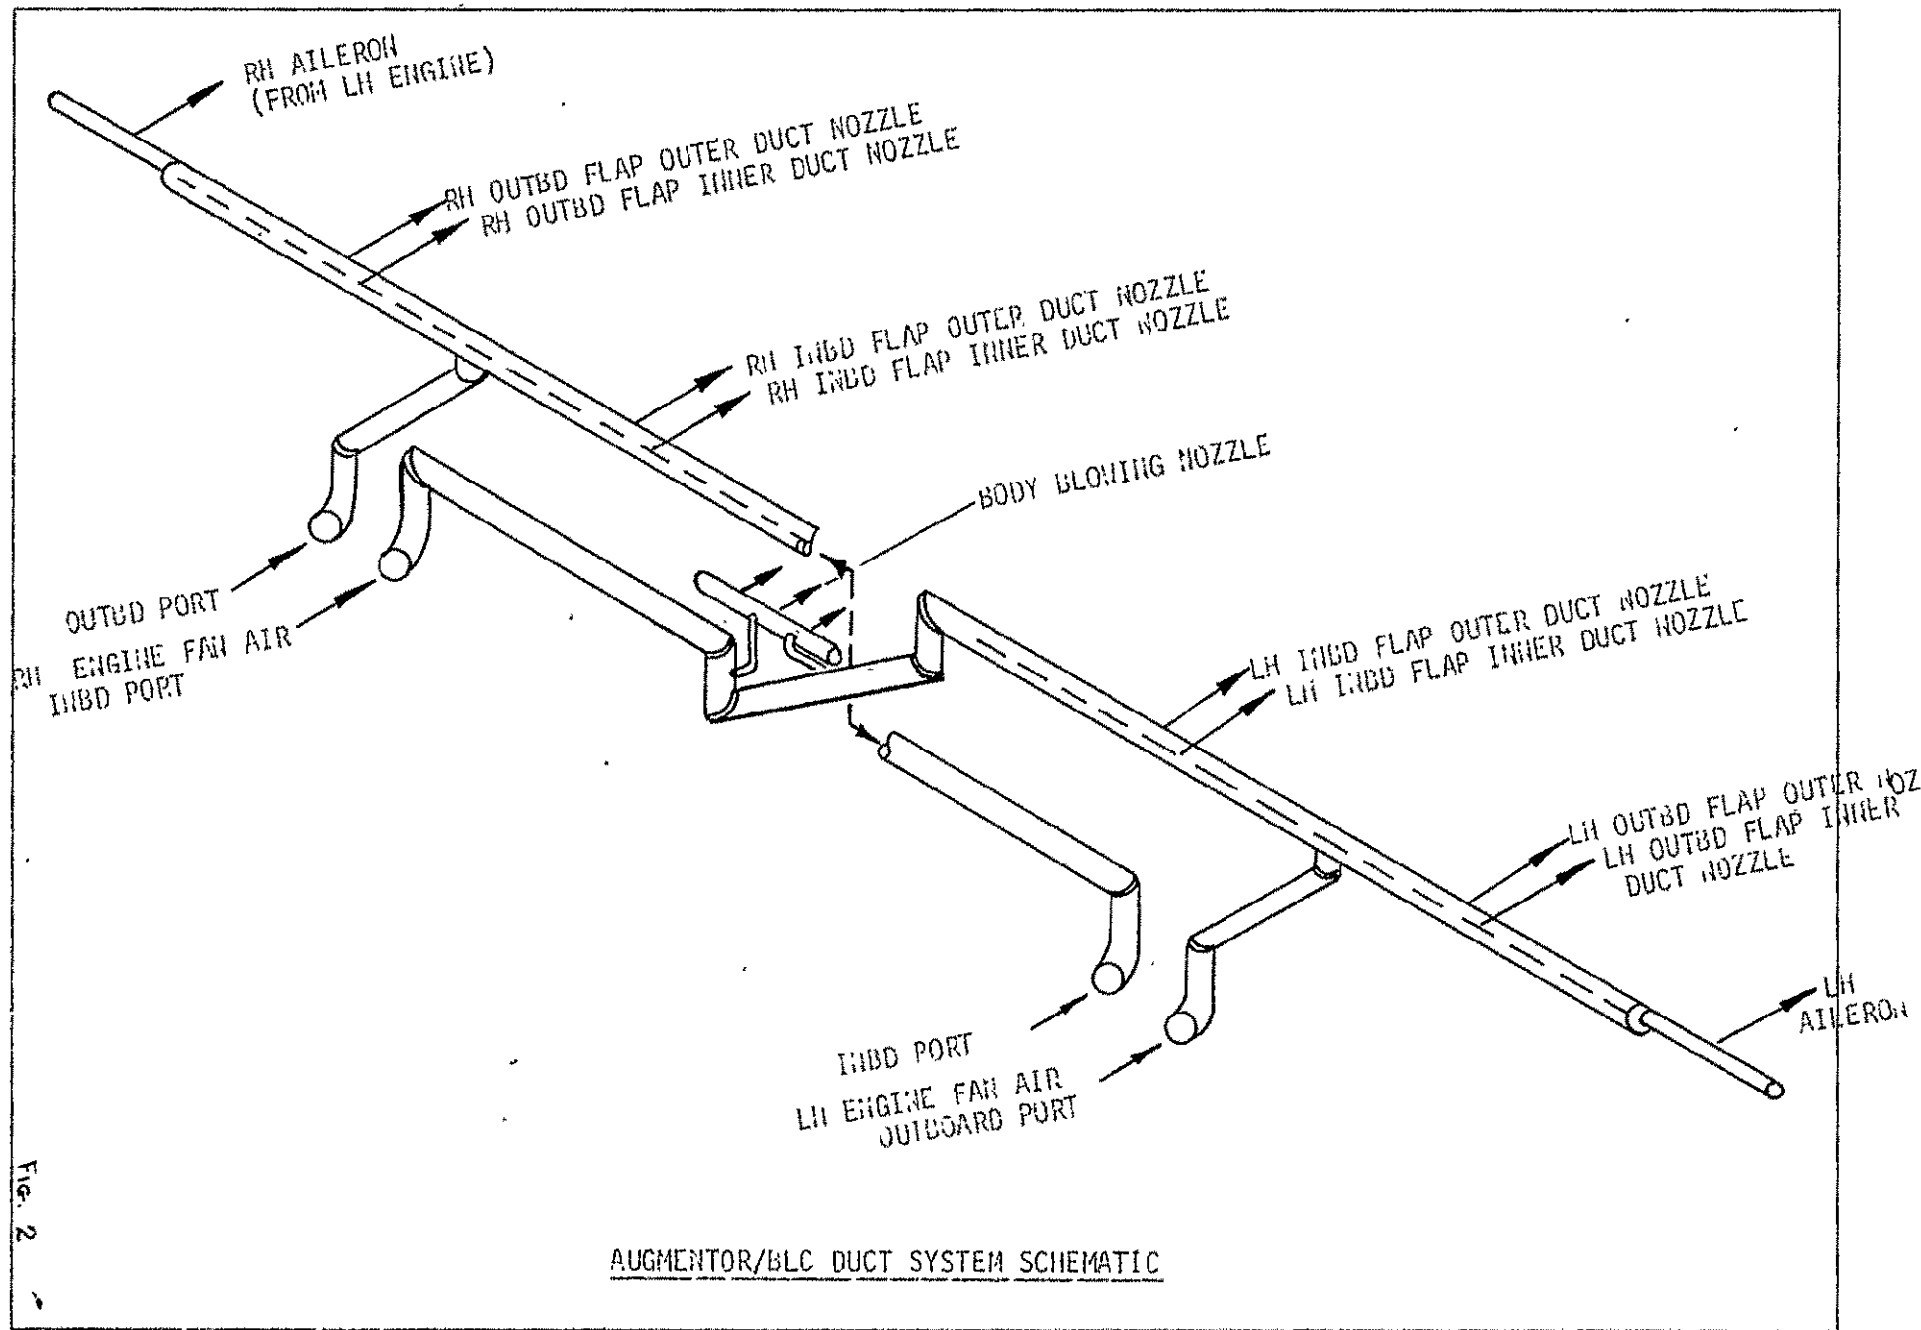 RH AILERON
(FROM LH ENGINE)
RH OUTBD FLAP OUTER DUCT NOZZLE
RH OUTBD FLAP INNER DUCT NOZZLE
RH INBD FLAP OUTER DUCT NOZZLE
RH INBD FLAP INNER DUCT NOZZLE
BODY BLOWING NOZZLE
OUTBD PORT
RH ENGINE FAN AIR
INBD PORT
LH INBD FLAP OUTER DUCT NOZZLE
LH INBD FLAP INNER DUCT NOZZLE
LH OUTBD FLAP OUTER NOZ
LH OUTBD FLAP INNER
DUCT NOZZLE
LH
AILERON
INBD PORT
LH ENGINE FAN AIR
OUTBOARD PORT
FIG. 2
AUGMENTOR/BLC DUCT SYSTEM SCHEMATIC